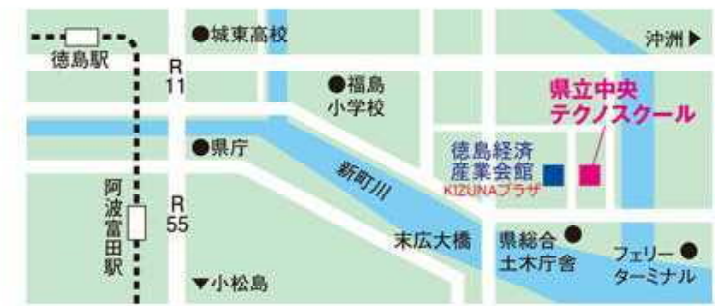 城東高校
沖洲▶
徳島駅
R
11
福島
小学校
県立中央
テクノスクール
県庁
徳島経済
産業会館
KIZUNAプラザ
新町川
阿波富田駅
R
55
末広大橋
県総合
土木庁舎
フェリー
ターミナル
▼小松島